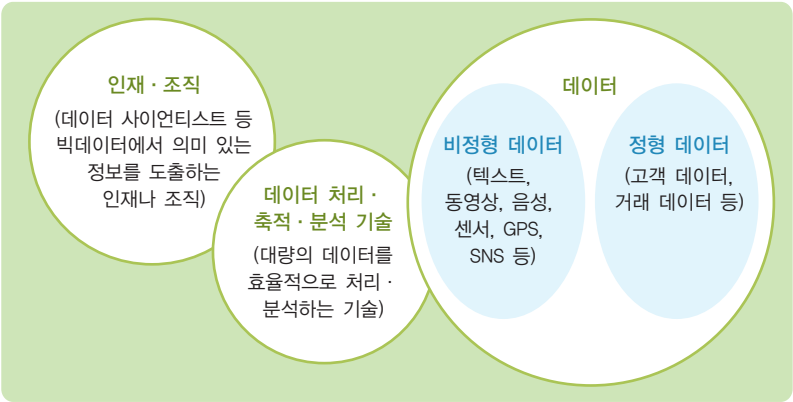 인재 · 조직
(데이터 사이언티스트 등
빅데이터에서 의미 있는
정보를 도출하는
인재나 조직)
데이터 처리 ·
축적 · 분석 기술
(대량의 데이터를
효율적으로 처리 ·
분석하는 기술)
데이터
비정형 데이터
(텍스트,
동영상, 음성,
센서, GPS,
SNS 등)
정형 데이터
(고객 데이터,
거래 데이터 등)